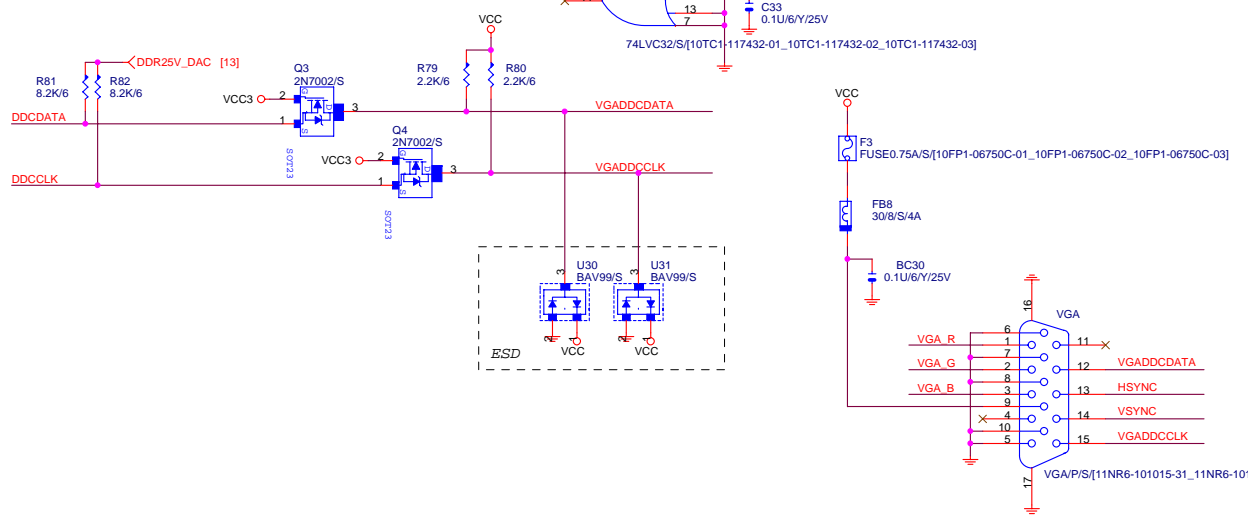 13
7
C33
0.1U/6/Y/25V
74LVC32/S/[10TC1-117432-01_10TC1-117432-02_10TC1-117432-03]
VCC
DDR25V_DAC [13]
R81
8.2K/6
R82
8.2K/6
Q3
2N7002/S
R79
2.2K/6
R80
2.2K/6
VCC3
2
G
D
S
3
1
DDCDATA
VGADDCDATA
SOT23
Q4
2N7002/S
VCC3
2
G
D
S
3
1
DDCCLK
VGADDCCLK
SOT23
VCC
F3
FUSE0.75A/S/[10FP1-06750C-01_10FP1-06750C-02_10FP1-06750C-03]
FB8
30/8/S/4A
BC30
0.1U/6/Y/25V
3
U30
BAV99/S
2
1
VCC
3
U31
BAV99/S
2
1
VCC
ESD
16
VGA
6
VGA_R
1
11
7
VGA_G
2
12
VGADDCDATA
8
VGA_B
3
13
HSYNC
9
4
14
VSYNC
10
5
15
VGADDCCLK
17
VGA/P/S/[11NR6-101015-31_11NR6-101